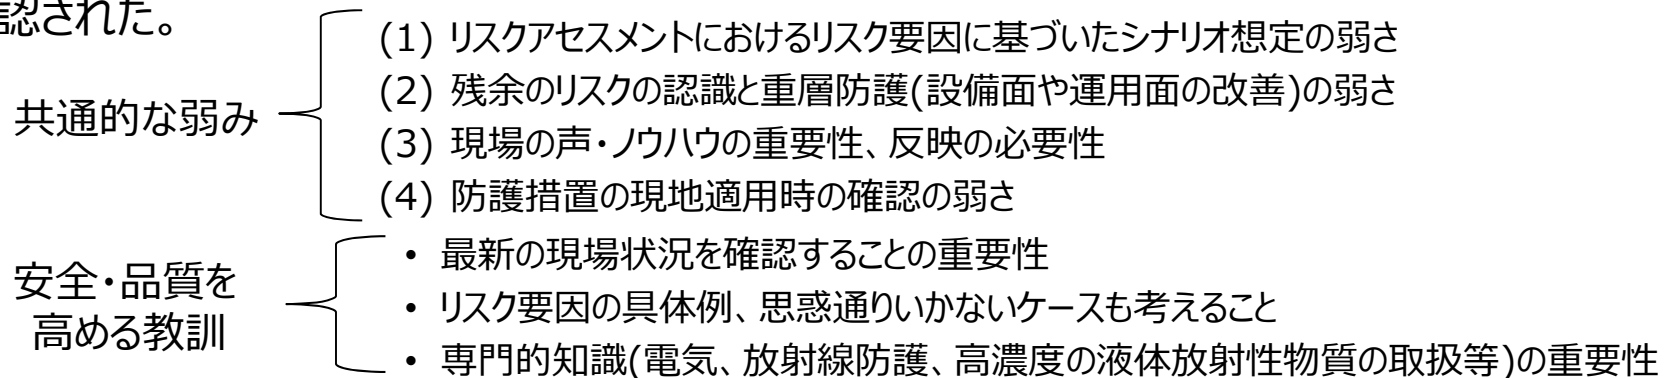 認された。
共通的な弱み
(1) リスクアセスメントにおけるリスク要因に基づいたシナリオ想定の弱さ
(2) 残余のリスクの認識と重層防護(設備面や運用面の改善)の弱さ
(3) 現場の声・ノウハウの重要性、反映の必要性
(4) 防護措置の現地適用時の確認の弱さ
安全・品質を
高める教訓
• 最新の現場状況を確認することの重要性
• リスク要因の具体例、思惑通りいかないケースも考えること
• 専門的知識(電気、放射線防護、高濃度の液体放射性物質の取扱等)の重要性